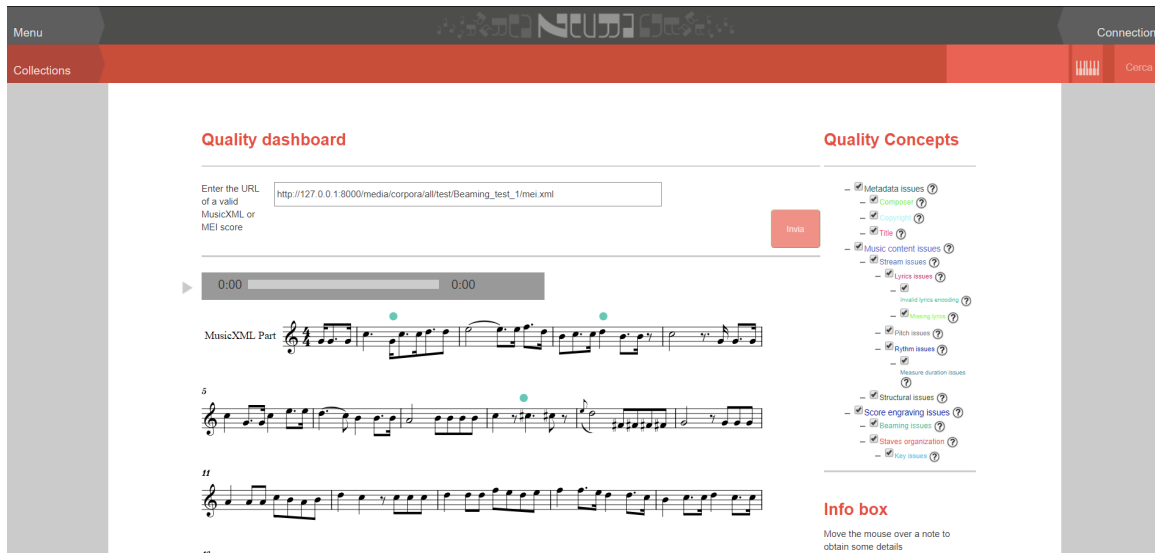 Menu
Connection
Collections
Cerca
Quality dashboard
Enter the URL
of a valid
MusicXML or
MEI score
http://127.0.0.1:8000/media/corpora/all/test/Beaming_test_1/mei.xml
Invia
0:00
0:00
MusicXML Part
5
11
Quality Concepts
Metadata issues ?
Composer ?
Copyright ?
Title ?
Music content issues ?
Stream issues ?
Lyrics issues ?
Invalid lyrics encoding ?
Missing lyrics ?
Pitch issues ?
Rythm issues ?
Measure duration issues
?
Structural issues ?
Score engraving issues ?
Beaming issues ?
Staves organization ?
Key issues ?
Info box
Move the mouse over a note to
obtain some details